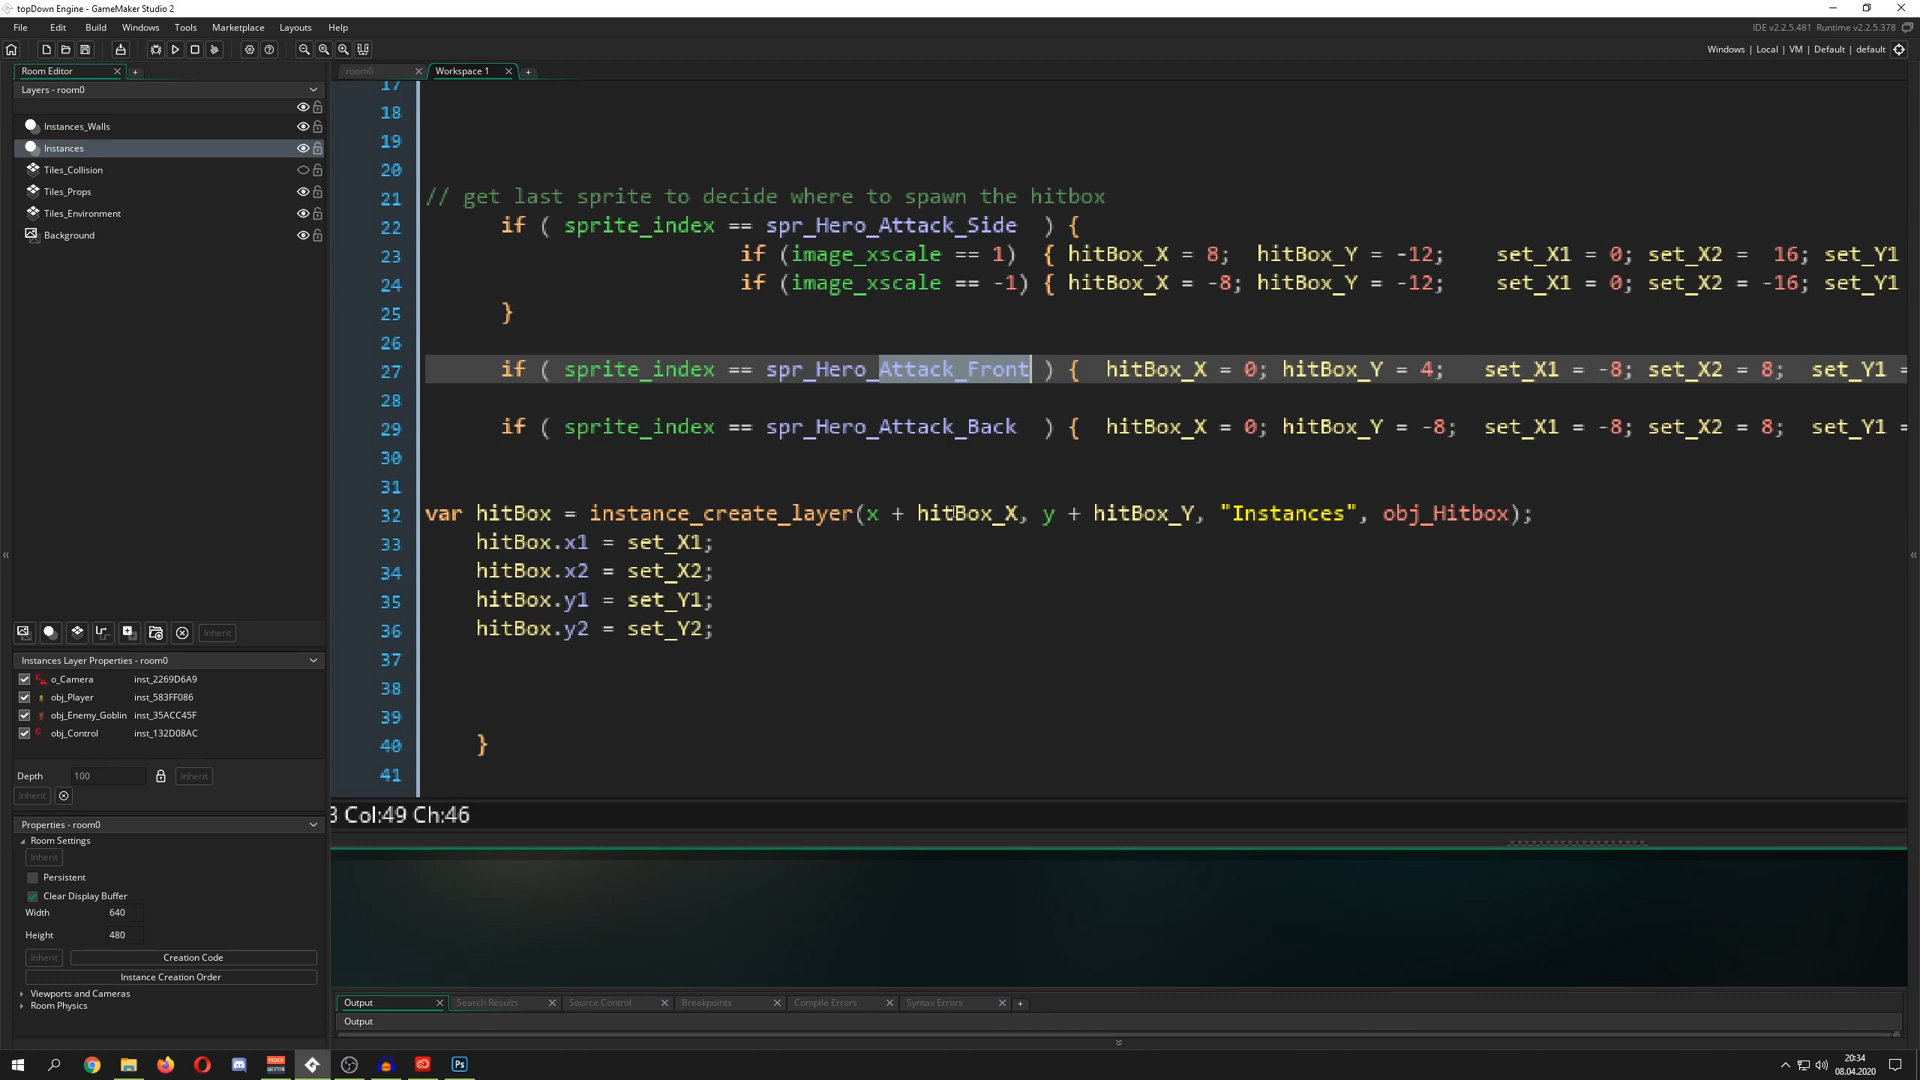 topDown Engine - GameMaker Studio 2
File Edit Build Windows Tools Marketplace Layouts Help
IDE v2.2.5.481 Runtime v2.2.5.378
Windows | Local | VM | Default | default
Room Editor
room0
Workspace 1
Layers - room0
Instances_Walls
Instances
Tiles_Collision
Tiles_Props
Tiles_Environment
Background
Inherit
Instances Layer Properties - room0
o_Camera inst_2269D6A9
obj_Player inst_583FF086
obj_Enemy_Goblin inst_35ACC45F
obj_Control inst_132D08AC
Depth 100 Inherit
Inherit
Properties - room0
Room Settings
Inherit
Persistent
Clear Display Buffer
Width 640
Height 480
Inherit Creation Code
Instance Creation Order
Viewports and Cameras
Room Physics
17
18
19
20
21 // get last sprite to decide where to spawn the hitbox
22 if ( sprite_index == spr_Hero_Attack_Side ) {
23 if (image_xscale == 1) { hitBox_X = 8; hitBox_Y = -12; set_X1 = 0; set_X2 = 16; set_Y1
24 if (image_xscale == -1) { hitBox_X = -8; hitBox_Y = -12; set_X1 = 0; set_X2 = -16; set_Y1
25 }
26
27 if ( sprite_index == spr_Hero_Attack_Front ) { hitBox_X = 0; hitBox_Y = 4; set_X1 = -8; set_X2 = 8; set_Y1 =
28
29 if ( sprite_index == spr_Hero_Attack_Back ) { hitBox_X = 0; hitBox_Y = -8; set_X1 = -8; set_X2 = 8; set_Y1 =
30
31
32 var hitBox = instance_create_layer(x + hitBox_X, y + hitBox_Y, "Instances", obj_Hitbox);
33 hitBox.x1 = set_X1;
34 hitBox.x2 = set_X2;
35 hitBox.y1 = set_Y1;
36 hitBox.y2 = set_Y2;
37
38
39
40 }
41
3 Col:49 Ch:46
Output Search Results Source Control Breakpoints Compile Errors Syntax Errors
Output
Ps
20:34
08.04.2020